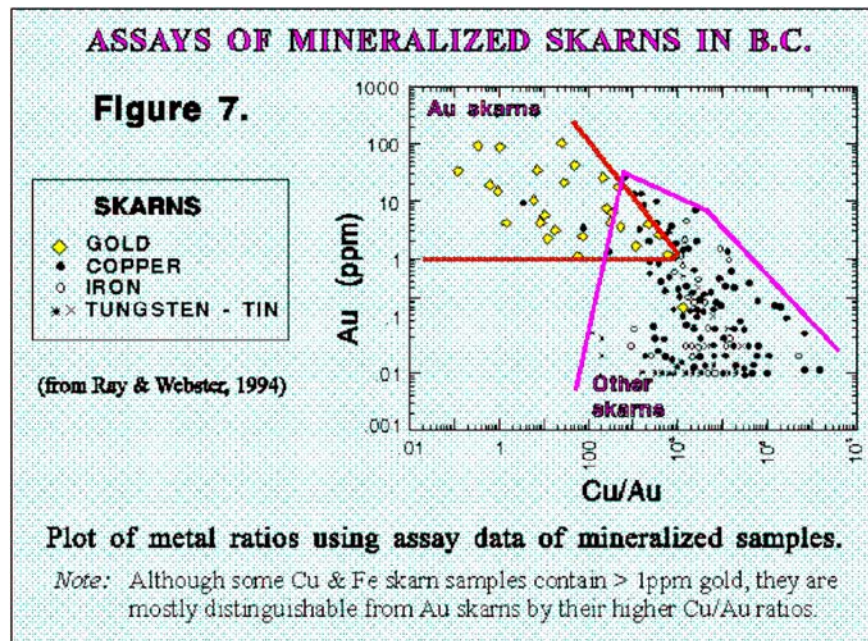 ASSAYS OF MINERALIZED SKARNS IN B.C.
Figure 7.
SKARNS
GOLD
COPPER
IRON
TUNGSTEN - TIN
(from Ray & Webster, 1994)
Au (ppm)
1000
100
10
1
.1
.01
.001
Au skarns
Other
skarns
.01
1
100
10⁴
Cu/Au
Plot of metal ratios using assay data of mineralized samples.
Note: Although some Cu & Fe skarn samples contain > 1ppm gold, they are
mostly distinguishable from Au skarns by their higher Cu/Au ratios.